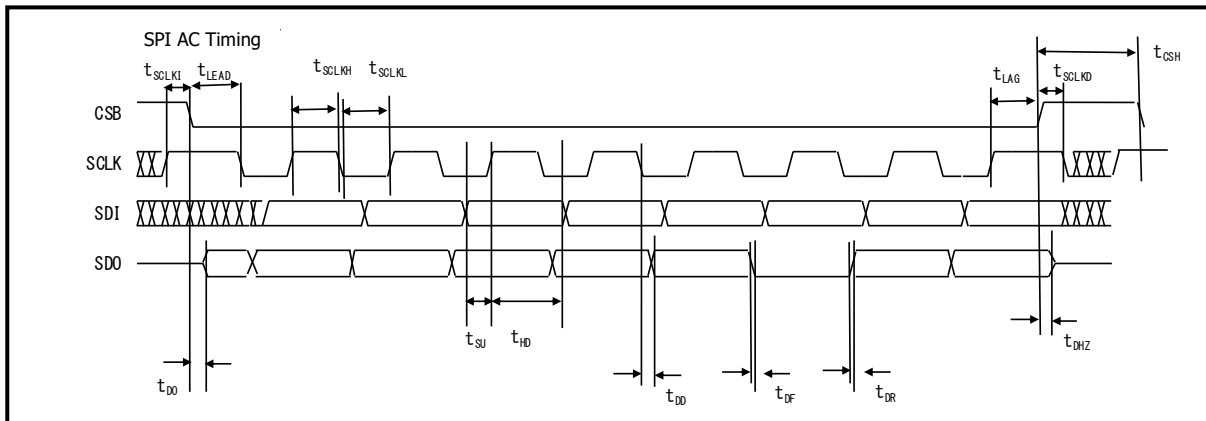 SPI AC Timing
tSCLKI
tLEAD
tSCLKH
tSCLKL
tLAG
tSCLKD
tCSH
CSB
SCLK
SDI
SDO
tSU
tHD
tDHZ
tDO
tDD
tDF
tDR